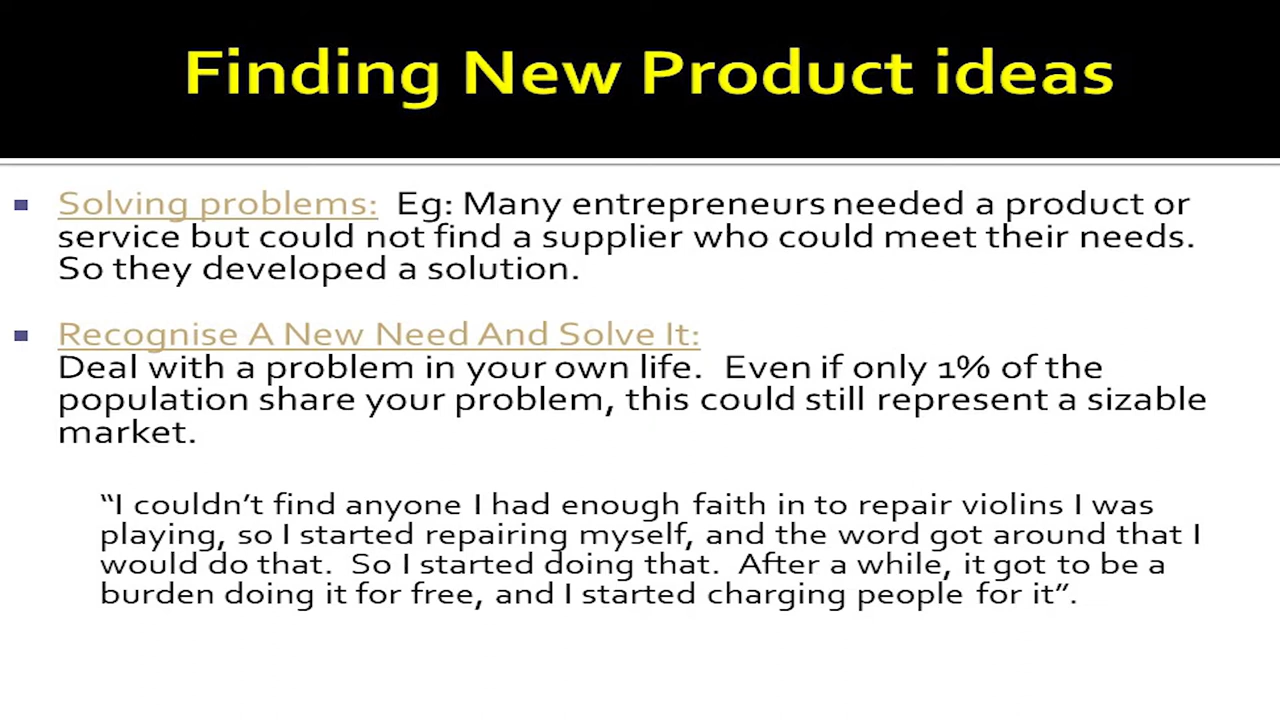 Finding New Product ideas
Solving problems: Eg: Many entrepreneurs needed a product or
service but could not find a supplier who could meet their needs.
So they developed a solution.
Recognise A New Need And Solve It:
Deal with a problem in your own life. Even if only 1% of the
population share your problem, this could still represent a sizable
market.
“I couldn’t find anyone I had enough faith in to repair violins I was
playing, so I started repairing myself, and the word got around that I
would do that. So I started doing that. After a while, it got to be a
burden doing it for free, and I started charging people for it”.